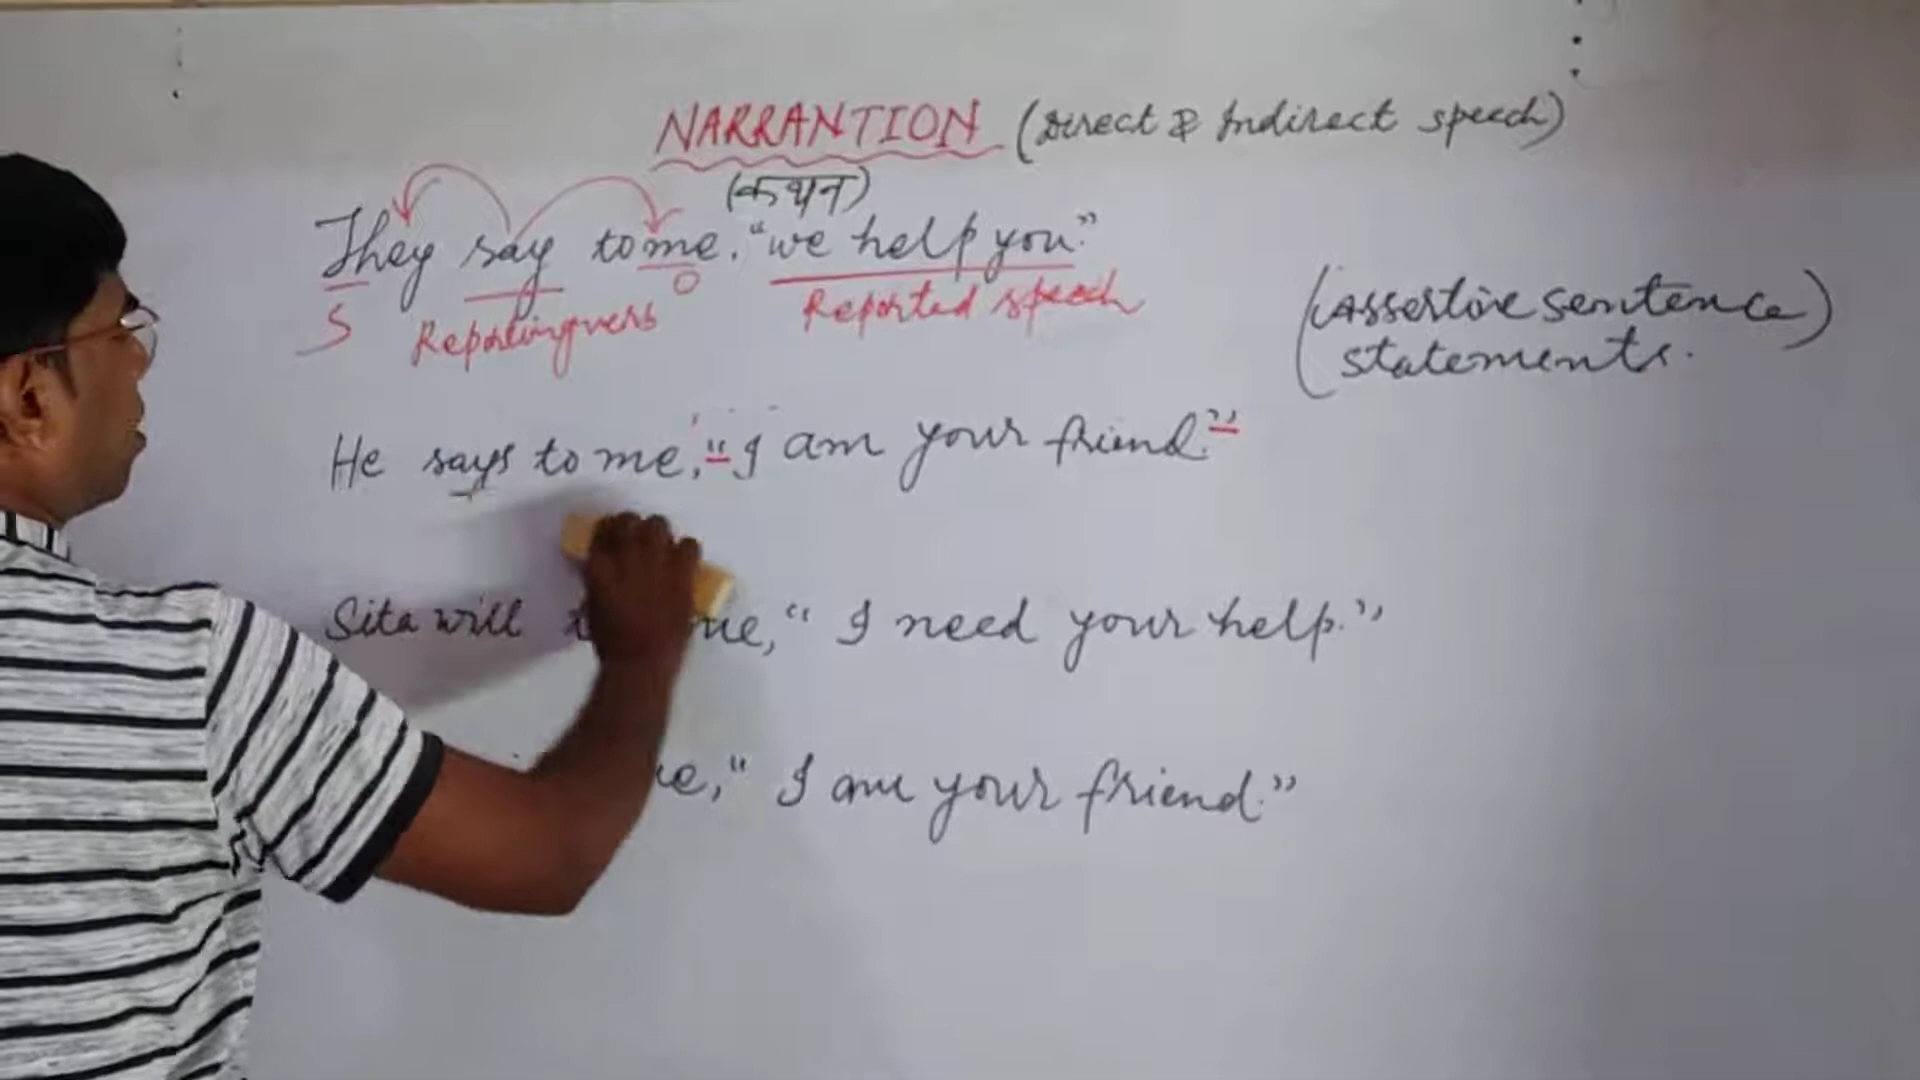 NARRANTION (Direct & Indirect speech)
(कथन)
They say to me, "we help you."
S Reporting verb O Reported speech
(Assertive sentence)
statements.
He says to me, "I am your friend."
Sita will me, " I need your help."
" I am your friend."